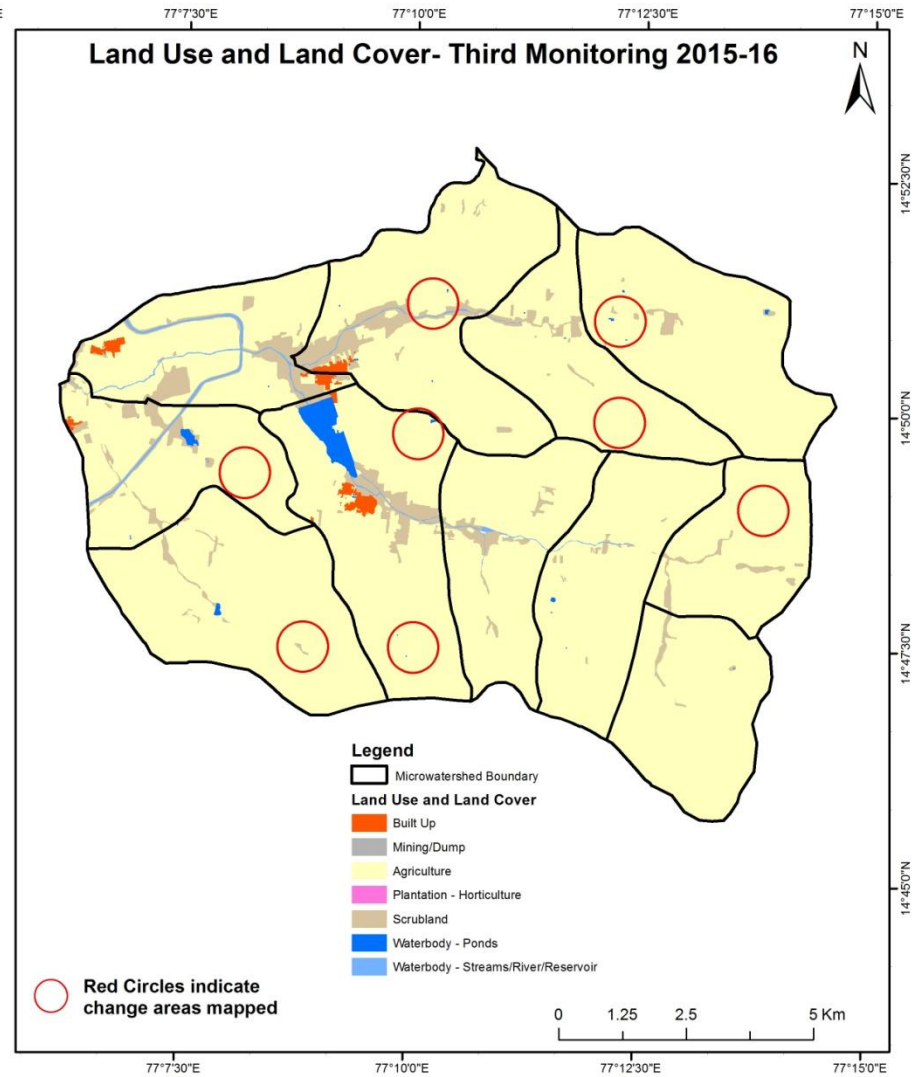 77°7'30"E
77°10'0"E
77°12'30"E
77°15'0"E
Land Use and Land Cover- Third Monitoring 2015-16
N
14°52'30"N
14°50'0"N
14°47'30"N
14°45'0"N
Legend
Microwatershed Boundary
Land Use and Land Cover
Built Up
Mining/Dump
Agriculture
Plantation - Horticulture
Scrubland
Waterbody - Ponds
Waterbody - Streams/River/Reservoir
Red Circles indicate
change areas mapped
0 1.25 2.5 5 Km
77°7'30"E
77°10'0"E
77°12'30"E
77°15'0"E